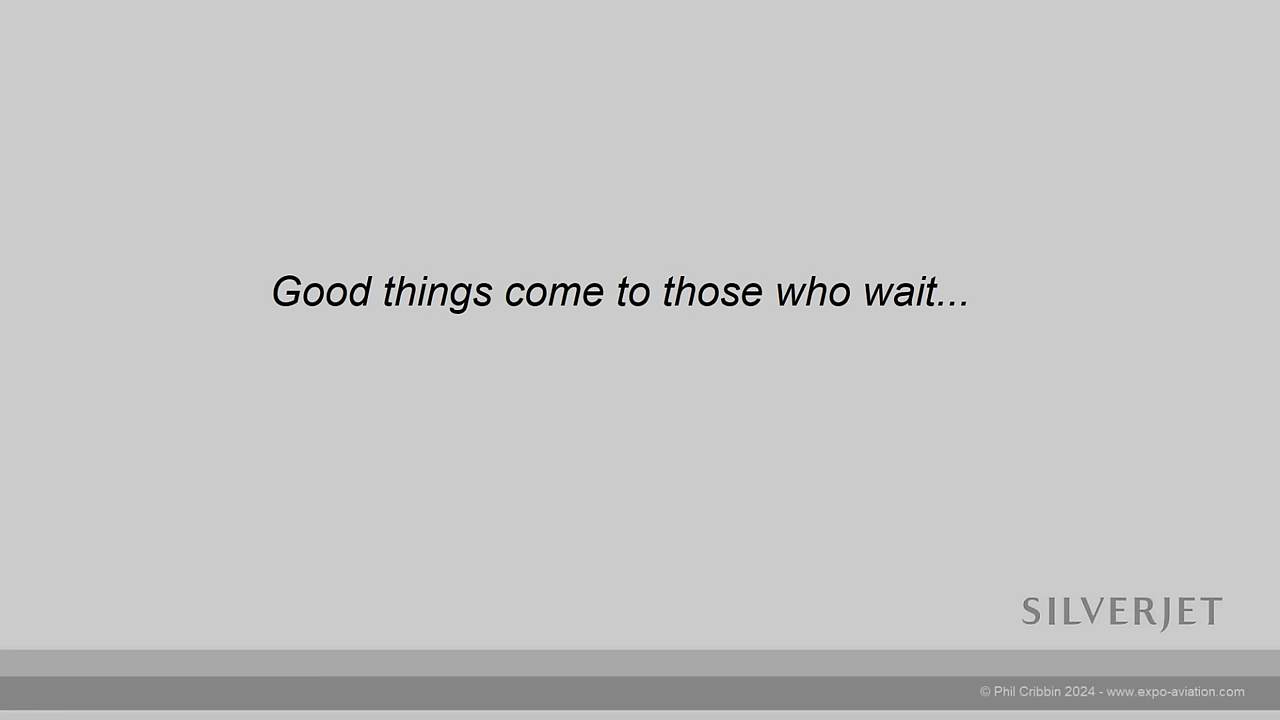 Good things come to those who wait...
SILVERJET
© Phil Cribbin 2024 - www.expo-aviation.com